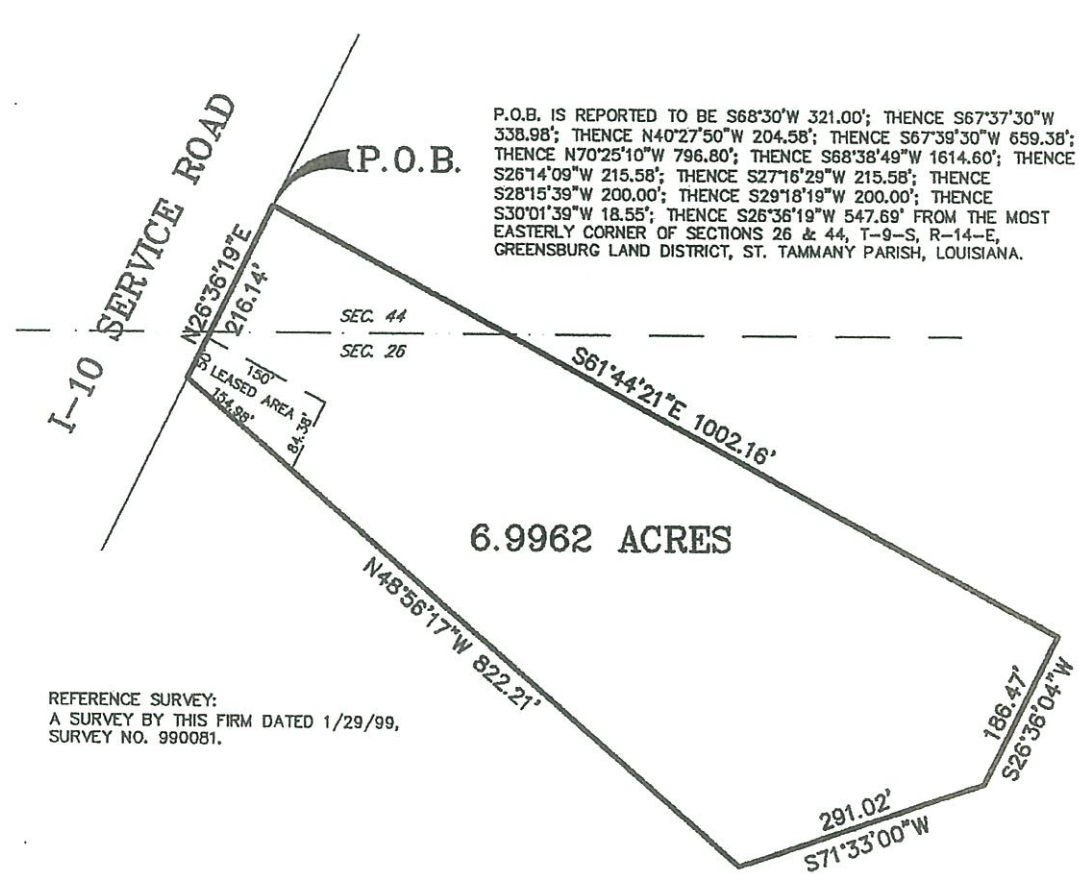 P.O.B. IS REPORTED TO BE S68°30'W 321.00'; THENCE S67°37'30"W
338.98'; THENCE N40°27'50"W 204.58'; THENCE S67°39'30"W 659.38';
THENCE N70°25'10"W 796.80'; THENCE S68°38'49"W 1614.60'; THENCE
S26°14'09"W 215.58'; THENCE S27°16'29"W 215.58'; THENCE
S28°15'39"W 200.00'; THENCE S29°18'19"W 200.00'; THENCE
S30°01'39"W 18.55'; THENCE S26°36'19"W 547.69' FROM THE MOST
EASTERLY CORNER OF SECTIONS 26 & 44, T-9-S, R-14-E,
GREENSBURG LAND DISTRICT, ST. TAMMANY PARISH, LOUISIANA.
P.O.B.
I-10 SERVICE ROAD
N26°36'19"E
216.14'
SEC. 44
SEC. 26
50'
150'
LEASED AREA
154.98'
84.38'
S61°44'21"E 1002.16'
6.9962 ACRES
N48°56'17"W 822.21'
186.47'
S26°36'04"W
291.02'
S71°33'00"W
REFERENCE SURVEY:
A SURVEY BY THIS FIRM DATED 1/29/99,
SURVEY NO. 990081.